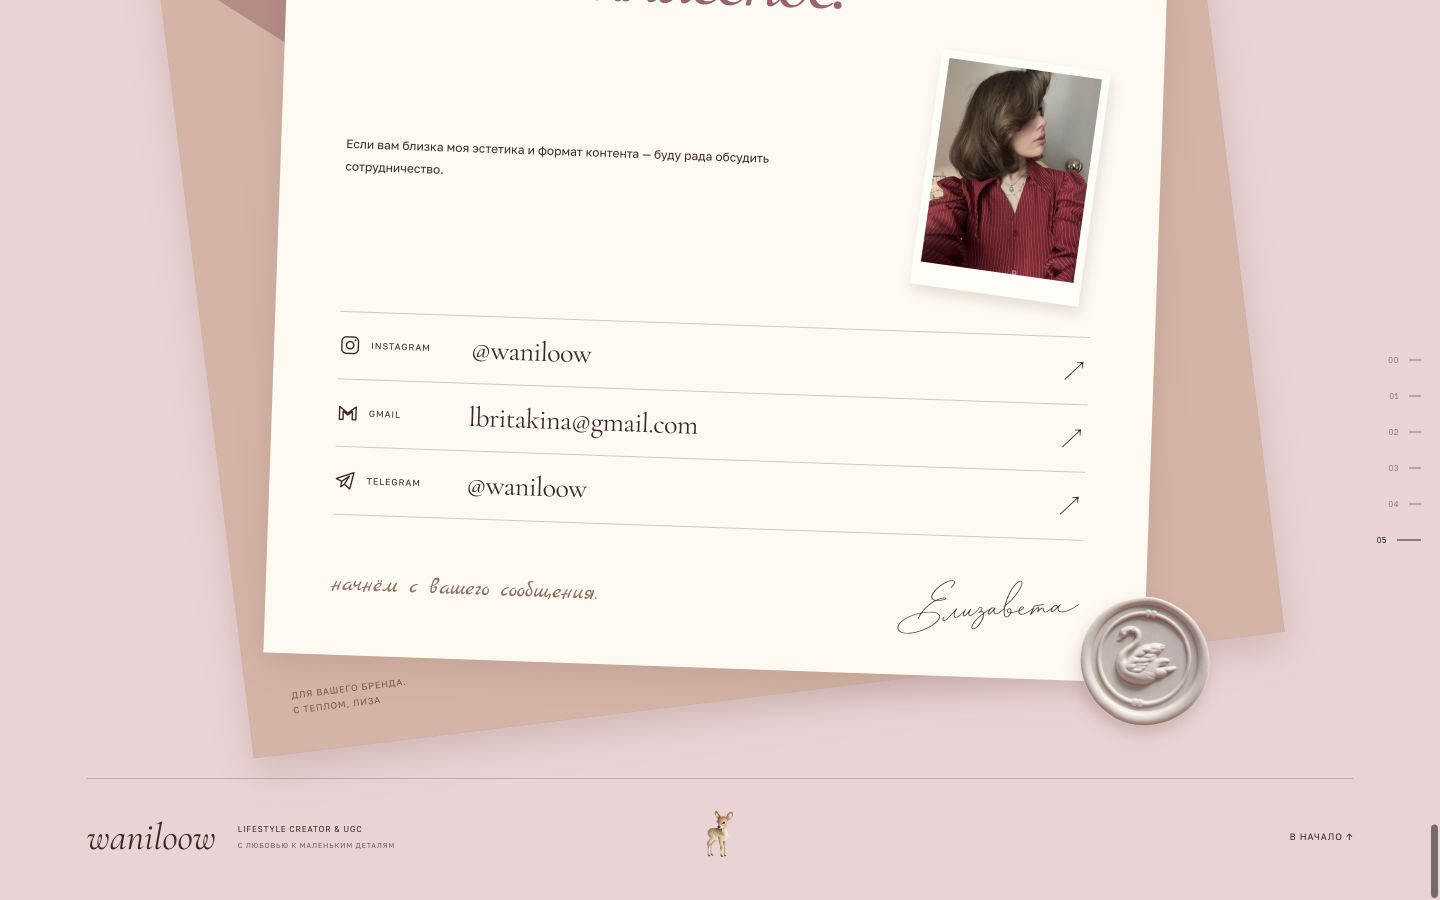 Если вам близка моя эстетика и формат контента — буду рада обсудить
сотрудничество.
INSTAGRAM @waniloow
GMAIL lbritakina@gmail.com
TELEGRAM @waniloow
начнём с вашего сообщения.
Елизавета
ДЛЯ ВАШЕГО БРЕНДА.
С ТЕПЛОМ, ЛИЗА
00
01
02
03
04
05
waniloow
LIFESTYLE CREATOR & UGC
С ЛЮБОВЬЮ К МАЛЕНЬКИМ ДЕТАЛЯМ
В НАЧАЛО ↑